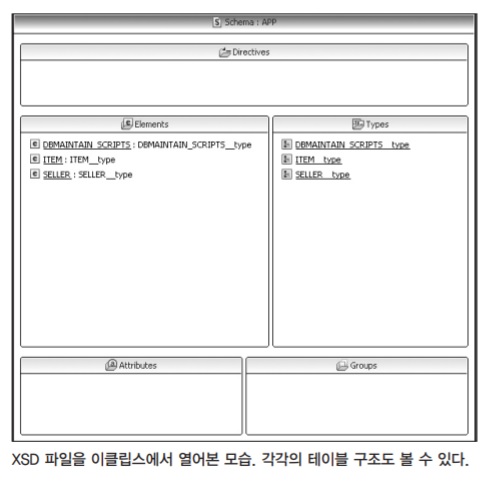 Schema : APP
Directives
Elements
DBMAINTAIN_SCRIPTS : DBMAINTAIN_SCRIPTS__type
ITEM : ITEM__type
SELLER : SELLER__type
Types
DBMAINTAIN_SCRIPTS__type
ITEM__type
SELLER__type
Attributes
Groups
XSD 파일을 이클립스에서 열어본 모습. 각각의 테이블 구조도 볼 수 있다.